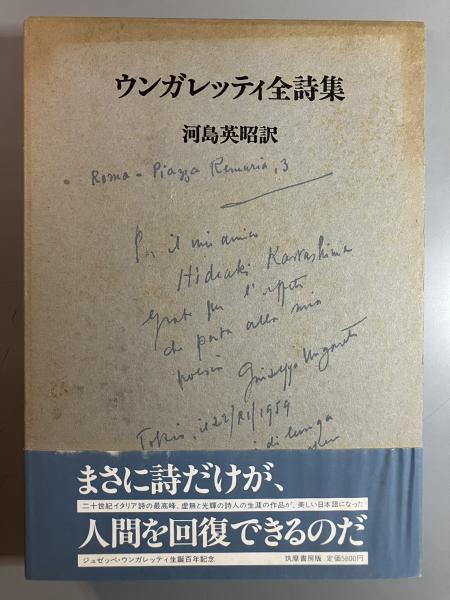 ウンガレッティ全詩集
河島英昭訳
Roma - Piazza Remuria, 3
Per il mio amico
Hideaki Kawashima
grato per l'affetto
che porta alla mia
poesia Giuseppe Ungaretti
Tokio, il 22/XI/1959
di lunga
まさに詩だけが、
二十世紀イタリア詩の最高峰、虚無と光輝の詩人の生涯の作品が、美しい日本語になった
人間を回復できるのだ
ジュゼッペ・ウンガレッティ生誕百年記念 筑摩書房版 定価5800円